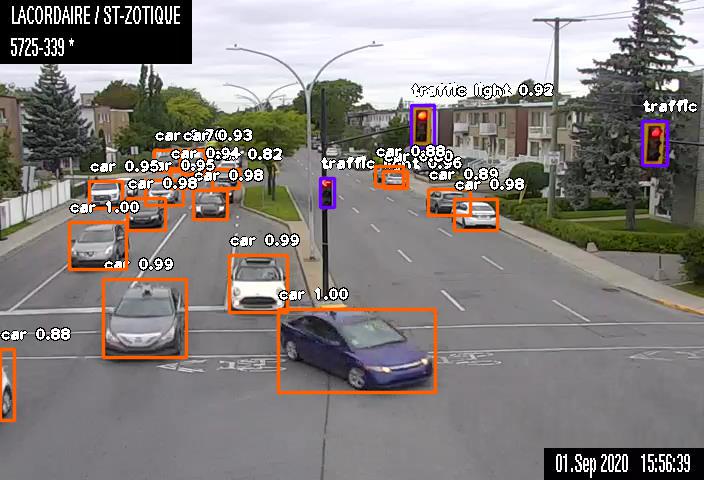 LACORDAIRE / ST-ZOTIQUE
5725-339 *
traffic light 0.92
traffic
car 0.93
car 0.94
0.82
car 0.88
car 0.95
traffic
0.96
car 0.98
car 0.98
car 0.89
car 0.98
car 1.00
car 0.99
car 0.99
car 1.00
car 0.88
01.Sep 2020 15:56:39